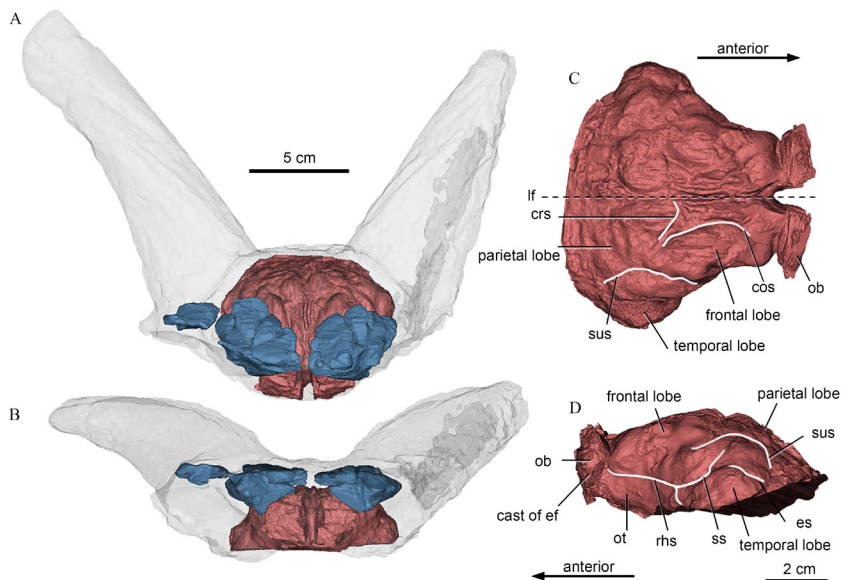 A
5 cm
B
anterior
C
lf
crs
parietal lobe
cos
ob
frontal lobe
sus
temporal lobe
D
frontal lobe
parietal lobe
sus
ob
cast of ef
ot
rhs
ss
es
temporal lobe
anterior
2 cm